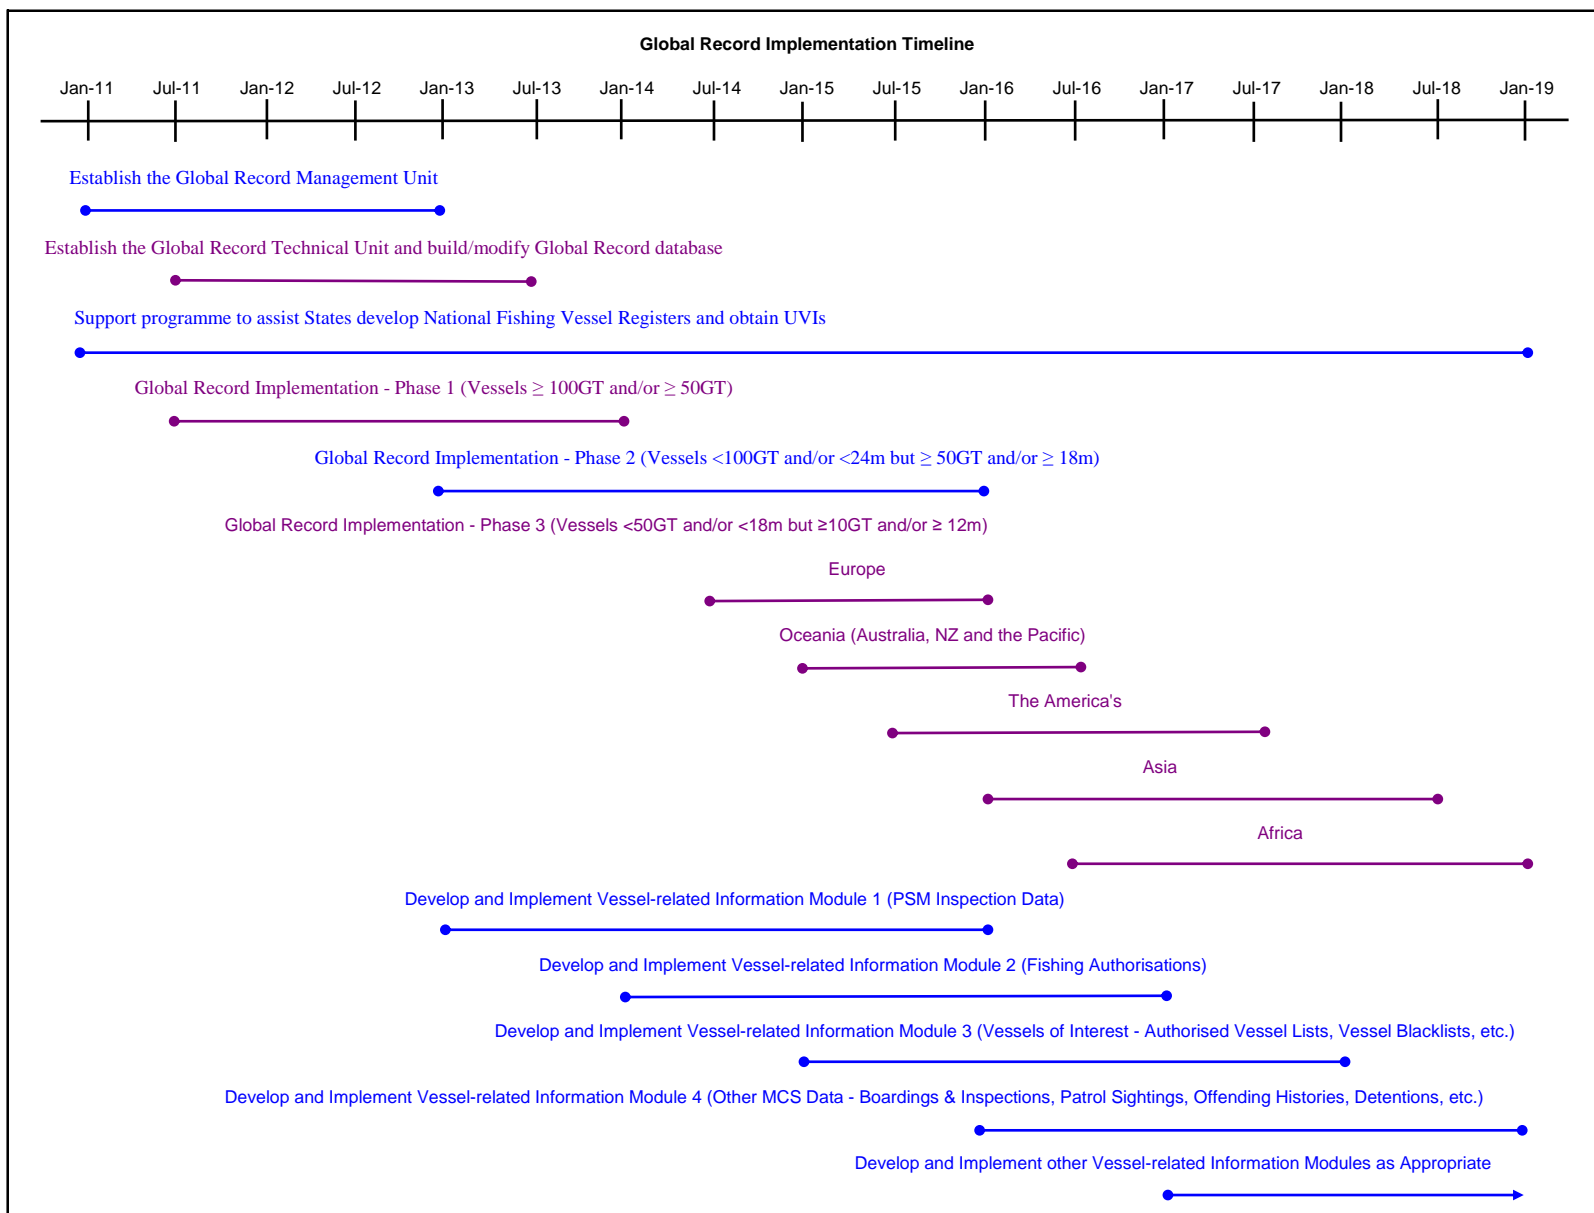 Global Record Implementation Timeline
Jan-11 Jul-11 Jan-12 Jul-12 Jan-13 Jul-13 Jan-14 Jul-14 Jan-15 Jul-15 Jan-16 Jul-16 Jan-17 Jul-17 Jan-18 Jul-18 Jan-19
Establish the Global Record Management Unit
Establish the Global Record Technical Unit and build/modify Global Record database
Support programme to assist States develop National Fishing Vessel Registers and obtain UVIs
Global Record Implementation - Phase 1 (Vessels ≥ 100GT and/or ≥ 50GT)
Global Record Implementation - Phase 2 (Vessels <100GT and/or <24m but ≥ 50GT and/or ≥ 18m)
Global Record Implementation - Phase 3 (Vessels <50GT and/or <18m but ≥10GT and/or ≥ 12m)
Europe
Oceania (Australia, NZ and the Pacific)
The America's
Asia
Africa
Develop and Implement Vessel-related Information Module 1 (PSM Inspection Data)
Develop and Implement Vessel-related Information Module 2 (Fishing Authorisations)
Develop and Implement Vessel-related Information Module 3 (Vessels of Interest - Authorised Vessel Lists, Vessel Blacklists, etc.)
Develop and Implement Vessel-related Information Module 4 (Other MCS Data - Boardings & Inspections, Patrol Sightings, Offending Histories, Detentions, etc.)
Develop and Implement other Vessel-related Information Modules as Appropriate